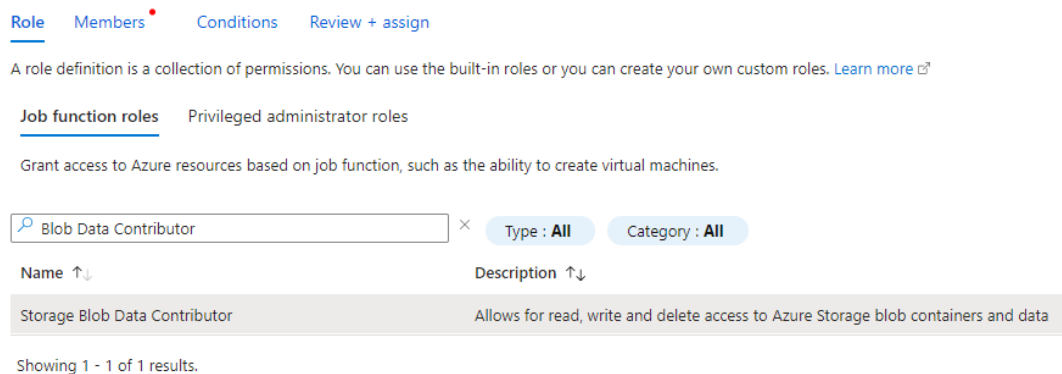 Role Members Conditions Review + assign
A role definition is a collection of permissions. You can use the built-in roles or you can create your own custom roles. Learn more
Job function roles Privileged administrator roles
Grant access to Azure resources based on job function, such as the ability to create virtual machines.
Blob Data Contributor × Type : All Category : All
Name ↑↓ Description ↑↓
Storage Blob Data Contributor Allows for read, write and delete access to Azure Storage blob containers and data
Showing 1 - 1 of 1 results.